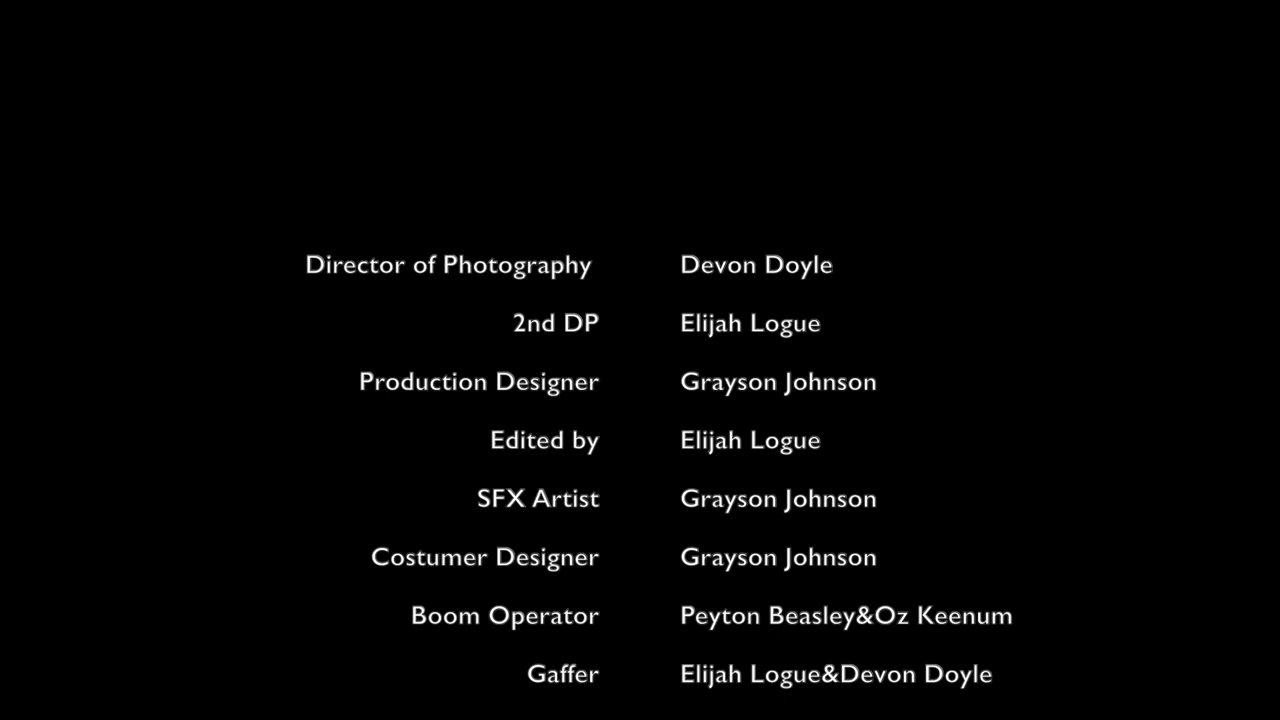 Director of Photography Devon Doyle
2nd DP Elijah Logue
Production Designer Grayson Johnson
Edited by Elijah Logue
SFX Artist Grayson Johnson
Costumer Designer Grayson Johnson
Boom Operator Peyton Beasley&Oz Keenum
Gaffer Elijah Logue&Devon Doyle